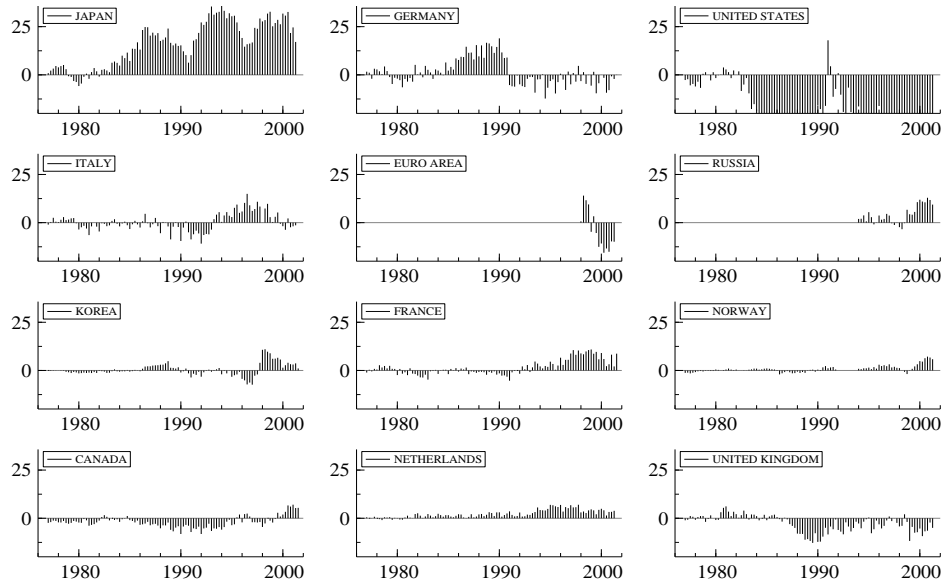 JAPAN GERMANY UNITED STATES
25 25 25
0 0 0
1980 1990 2000 1980 1990 2000 1980 1990 2000
ITALY EURO AREA RUSSIA
25 25 25
0 0 0
1980 1990 2000 1980 1990 2000 1980 1990 2000
KOREA FRANCE NORWAY
25 25 25
0 0 0
1980 1990 2000 1980 1990 2000 1980 1990 2000
CANADA NETHERLANDS UNITED KINGDOM
25 25 25
0 0 0
1980 1990 2000 1980 1990 2000 1980 1990 2000